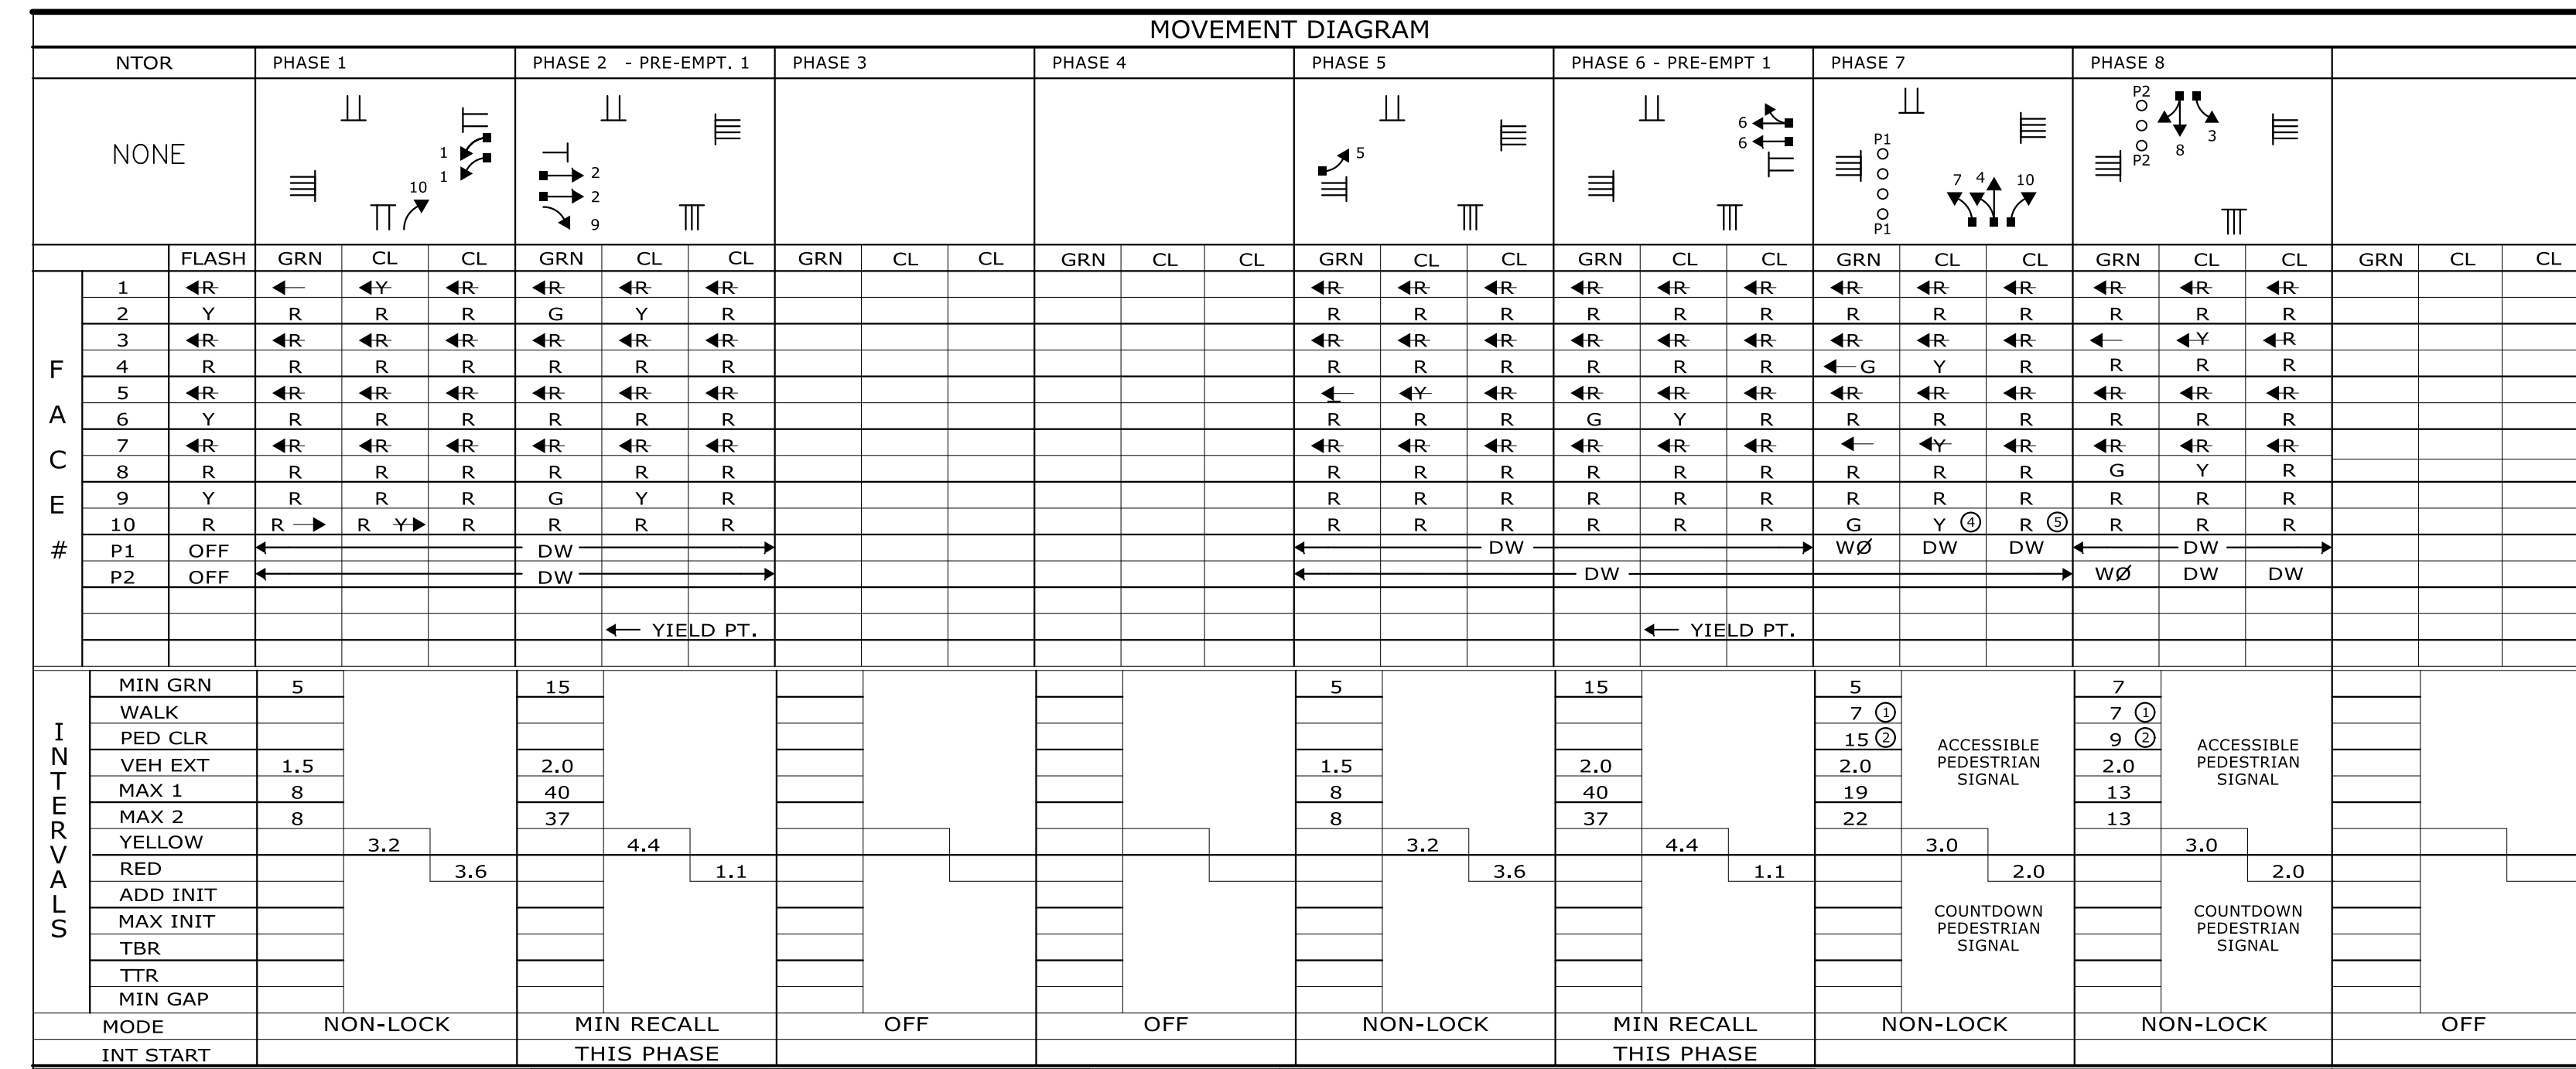 MOVEMENT DIAGRAM
NTOR PHASE 1 PHASE 2 - PRE-EMPT. 1 PHASE 3 PHASE 4 PHASE 5 PHASE 6 - PRE-EMPT 1 PHASE 7 PHASE 8
NONE
1
1
10
2
2
9
5
6
6
P1
P1
7 4 10
P2
P2
8
3
FLASH GRN CL CL GRN CL CL GRN CL CL GRN CL CL GRN CL CL GRN CL CL GRN CL CL GRN CL CL GRN CL CL
FACE #
1 R Y R R R R R R R R R R R R R R R R
2 Y R R R G Y R R R R R R R R R R R R R
3 R R R R R R R R R R R R R R R R Y R
4 R R R R R R R R R R R R R G Y R R R R
5 R R R R R R R Y R R R R R R R R R R
6 Y R R R R R R R R R G Y R R R R R R R
7 R R R R R R R R R R R R R Y R R R R
8 R R R R R R R R R R R R R R R R G Y R
9 Y R R R G Y R R R R R R R R R R R R R
10 R R R Y R R R R R R R R R R G Y 4 R 5 R R R
P1 OFF DW DW WØ DW DW DW
P2 OFF DW DW WØ DW DW
YIELD PT. YIELD PT.
INTERVALS
MIN GRN 5 15 5 15 5 7
WALK 7 1 7 1
PED CLR 15 2 9 2
VEH EXT 1.5 2.0 1.5 2.0 2.0 2.0
MAX 1 8 40 8 40 19 13
MAX 2 8 37 8 37 22 13
YELLOW 3.2 4.4 3.2 4.4 3.0 3.0
RED 3.6 1.1 3.6 1.1 2.0 2.0
ADD INIT
MAX INIT
TBR
TTR
MIN GAP
ACCESSIBLE
PEDESTRIAN
SIGNAL
COUNTDOWN
PEDESTRIAN
SIGNAL
ACCESSIBLE
PEDESTRIAN
SIGNAL
COUNTDOWN
PEDESTRIAN
SIGNAL
MODE NON-LOCK MIN RECALL OFF OFF NON-LOCK MIN RECALL NON-LOCK NON-LOCK OFF
INT START THIS PHASE THIS PHASE